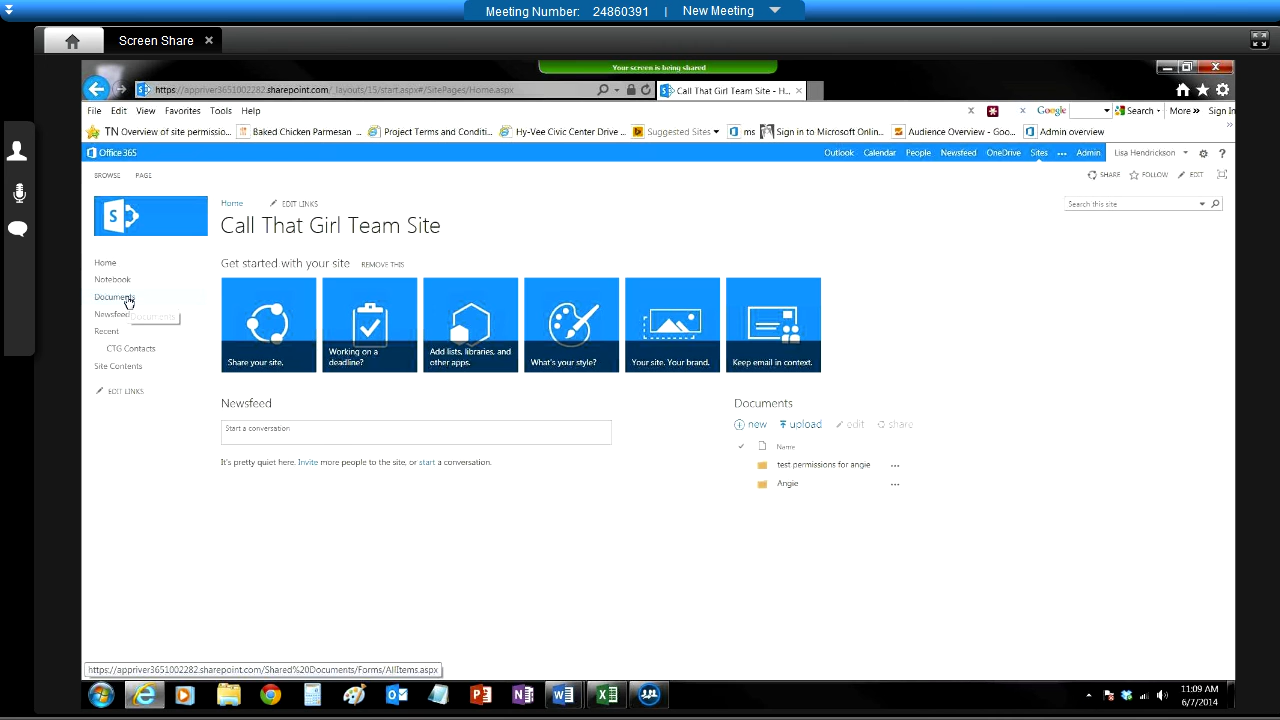 Meeting Number: 24860391 | New Meeting
Screen Share
Your screen is being shared
https://appriver3651002282.sharepoint.com/_layouts/15/start.aspx#/SitePages/Home.aspx
Call That Girl Team Site - H...
File Edit View Favorites Tools Help
Google Search More » Sign In
TN Overview of site permissio... Baked Chicken Parmesan ... Project Terms and Conditi... Hy-Vee Civic Center Drive ... Suggested Sites ms Sign in to Microsoft Onlin... Audience Overview - Goo... Admin overview
Office 365
Outlook Calendar People Newsfeed OneDrive Sites ... Admin Lisa Hendrickson ?
BROWSE PAGE
SHARE FOLLOW EDIT
S
Home EDIT LINKS
Search this site
Call That Girl Team Site
Home
Notebook
Documents
Newsfeed
Documents
Recent
CTG Contacts
Site Contents
EDIT LINKS
Get started with your site REMOVE THIS
Share your site.
Working on a
deadline?
Add lists, libraries, and
other apps.
What's your style?
Your site. Your brand.
Keep email in context.
Newsfeed
Start a conversation
It's pretty quiet here. Invite more people to the site, or start a conversation.
Documents
new upload edit share
Name
test permissions for angie ...
Angie ...
https://appriver3651002282.sharepoint.com/Shared%20Documents/Forms/AllItems.aspx
11:09 AM
6/7/2014